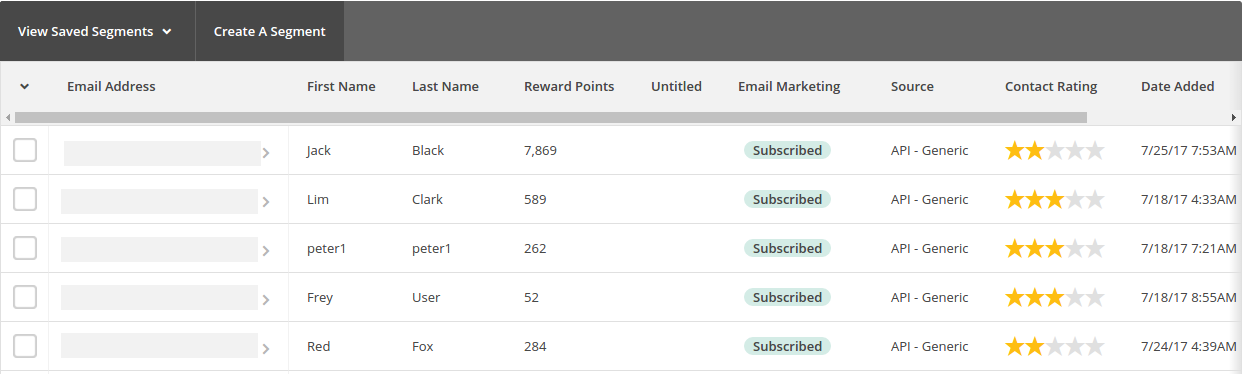 View Saved Segments Create A Segment
Email Address First Name Last Name Reward Points Untitled Email Marketing Source Contact Rating Date Added
Jack Black 7,869 Subscribed API - Generic 7/25/17 7:53AM
Lim Clark 589 Subscribed API - Generic 7/18/17 4:33AM
peter1 peter1 262 Subscribed API - Generic 7/18/17 7:21AM
Frey User 52 Subscribed API - Generic 7/18/17 8:55AM
Red Fox 284 Subscribed API - Generic 7/24/17 4:39AM